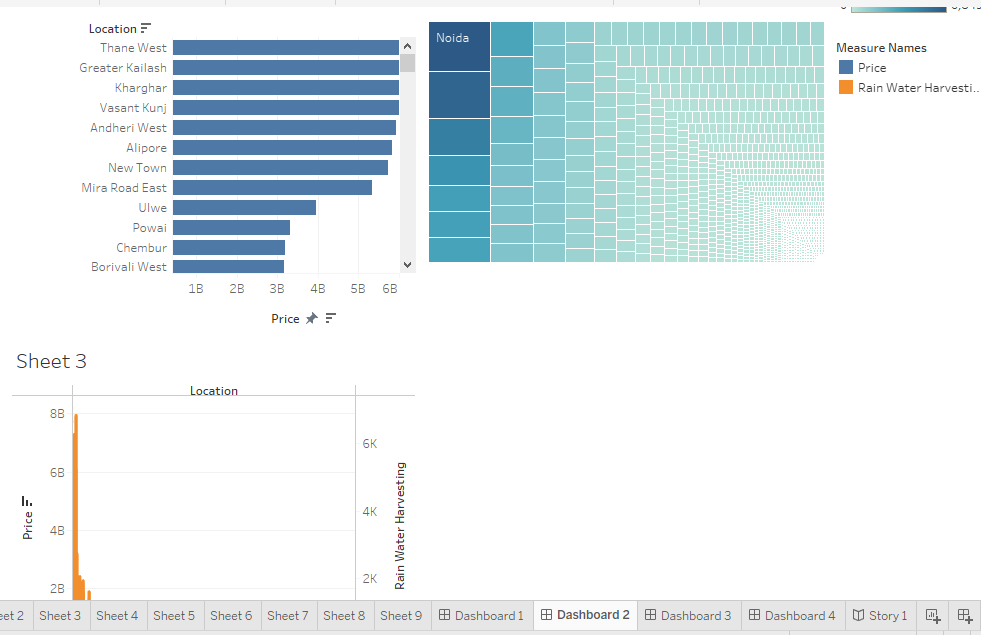 Location
Thane West
Greater Kailash
Kharghar
Vasant Kunj
Andheri West
Alipore
New Town
Mira Road East
Ulwe
Powai
Chembur
Borivali West
1B 2B 3B 4B 5B 6B
Price
Noida
Measure Names
Price
Rain Water Harvesti..
Sheet 3
Location
8B
6B
4B
2B
Price
6K
4K
2K
Rain Water Harvesting
eet 2 Sheet 3 Sheet 4 Sheet 5 Sheet 6 Sheet 7 Sheet 8 Sheet 9 Dashboard 1 Dashboard 2 Dashboard 3 Dashboard 4 Story 1